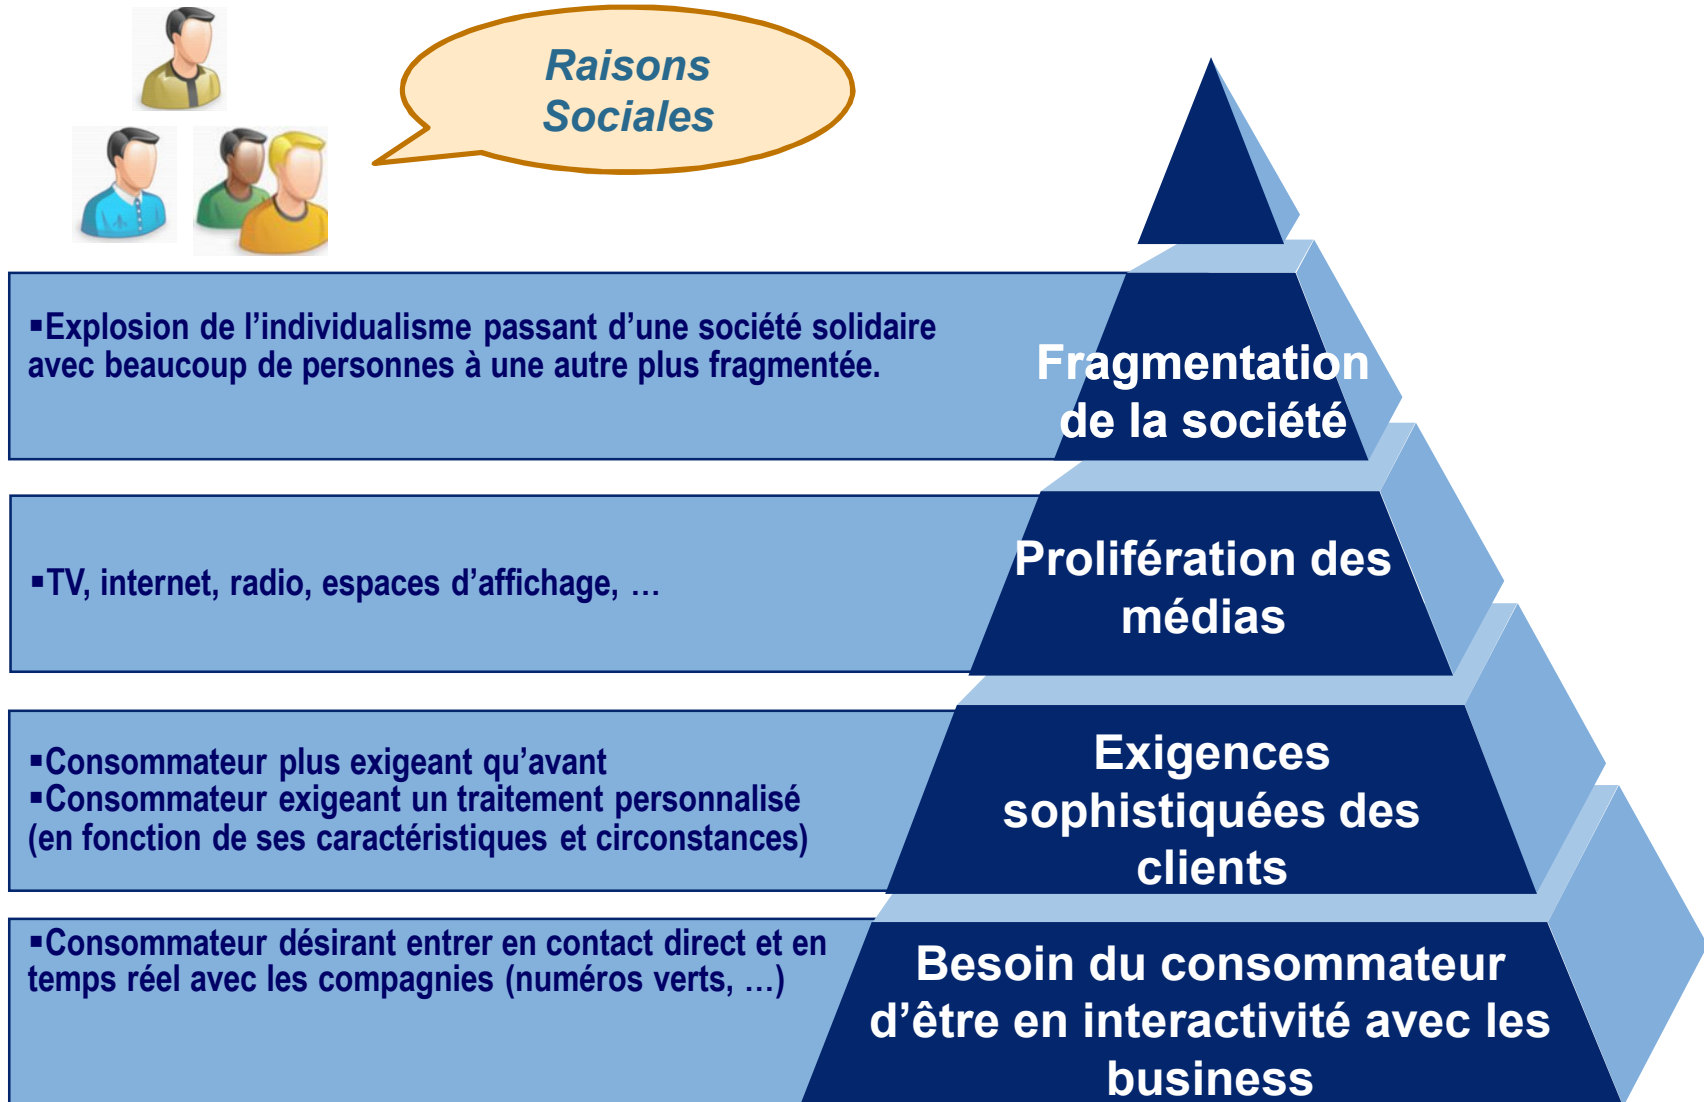 Raisons
Sociales
▪Explosion de l’individualisme passant d’une société solidaire
avec beaucoup de personnes à une autre plus fragmentée.
Fragmentation
de la société
▪TV, internet, radio, espaces d’affichage, …
Prolifération des
médias
▪Consommateur plus exigeant qu’avant
▪Consommateur exigeant un traitement personnalisé
(en fonction de ses caractéristiques et circonstances)
Exigences
sophistiquées des
clients
▪Consommateur désirant entrer en contact direct et en
temps réel avec les compagnies (numéros verts, …)
Besoin du consommateur
d’être en interactivité avec les
business